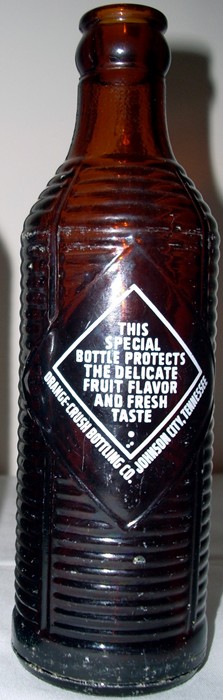 THIS
SPECIAL
BOTTLE PROTECTS
THE DELICATE
FRUIT FLAVOR
AND FRESH
TASTE
ORANGE-CRUSH BOTTLING CO.
JOHNSON CITY, TENNESSEE